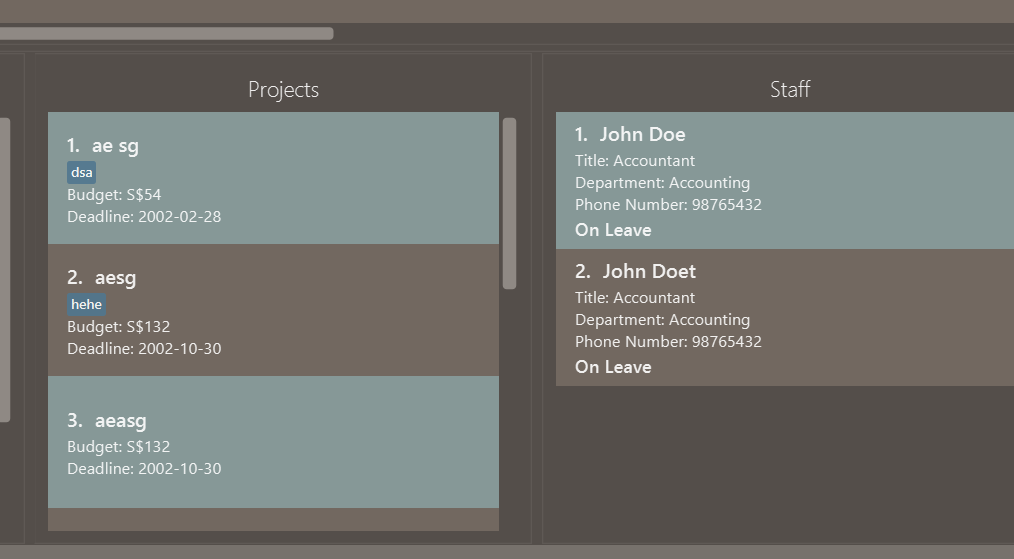 Projects
1. ae sg
dsa
Budget: S$54
Deadline: 2002-02-28
2. aesg
hehe
Budget: S$132
Deadline: 2002-10-30
3. aeasg
Budget: S$132
Deadline: 2002-10-30
Staff
1. John Doe
Title: Accountant
Department: Accounting
Phone Number: 98765432
On Leave
2. John Doet
Title: Accountant
Department: Accounting
Phone Number: 98765432
On Leave